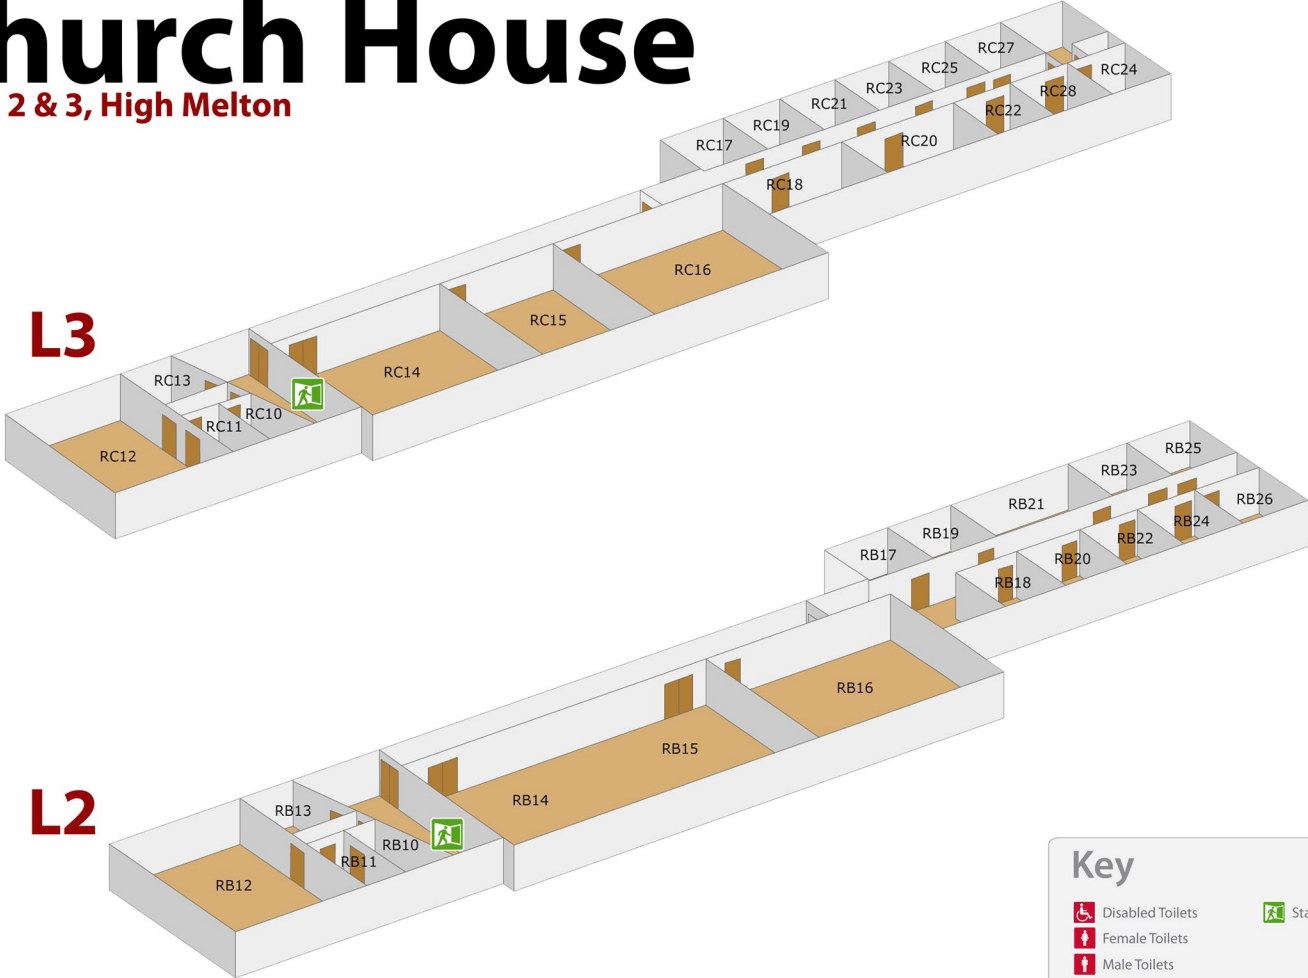 hurch House
2 & 3, High Melton
RC27
RC25
RC24
RC23
RC28
RC21
RC22
RC19
RC20
RC17
RC18
RC16
L3
RC15
RC14
RC13
RC10
RC11
RC12
RB25
RB23
RB26
RB21
RB24
RB19
RB22
RB17
RB20
RB18
RB16
RB15
L2
RB14
RB13
RB10
RB11
RB12
Key
Disabled Toilets
Sta
Female Toilets
Male Toilets